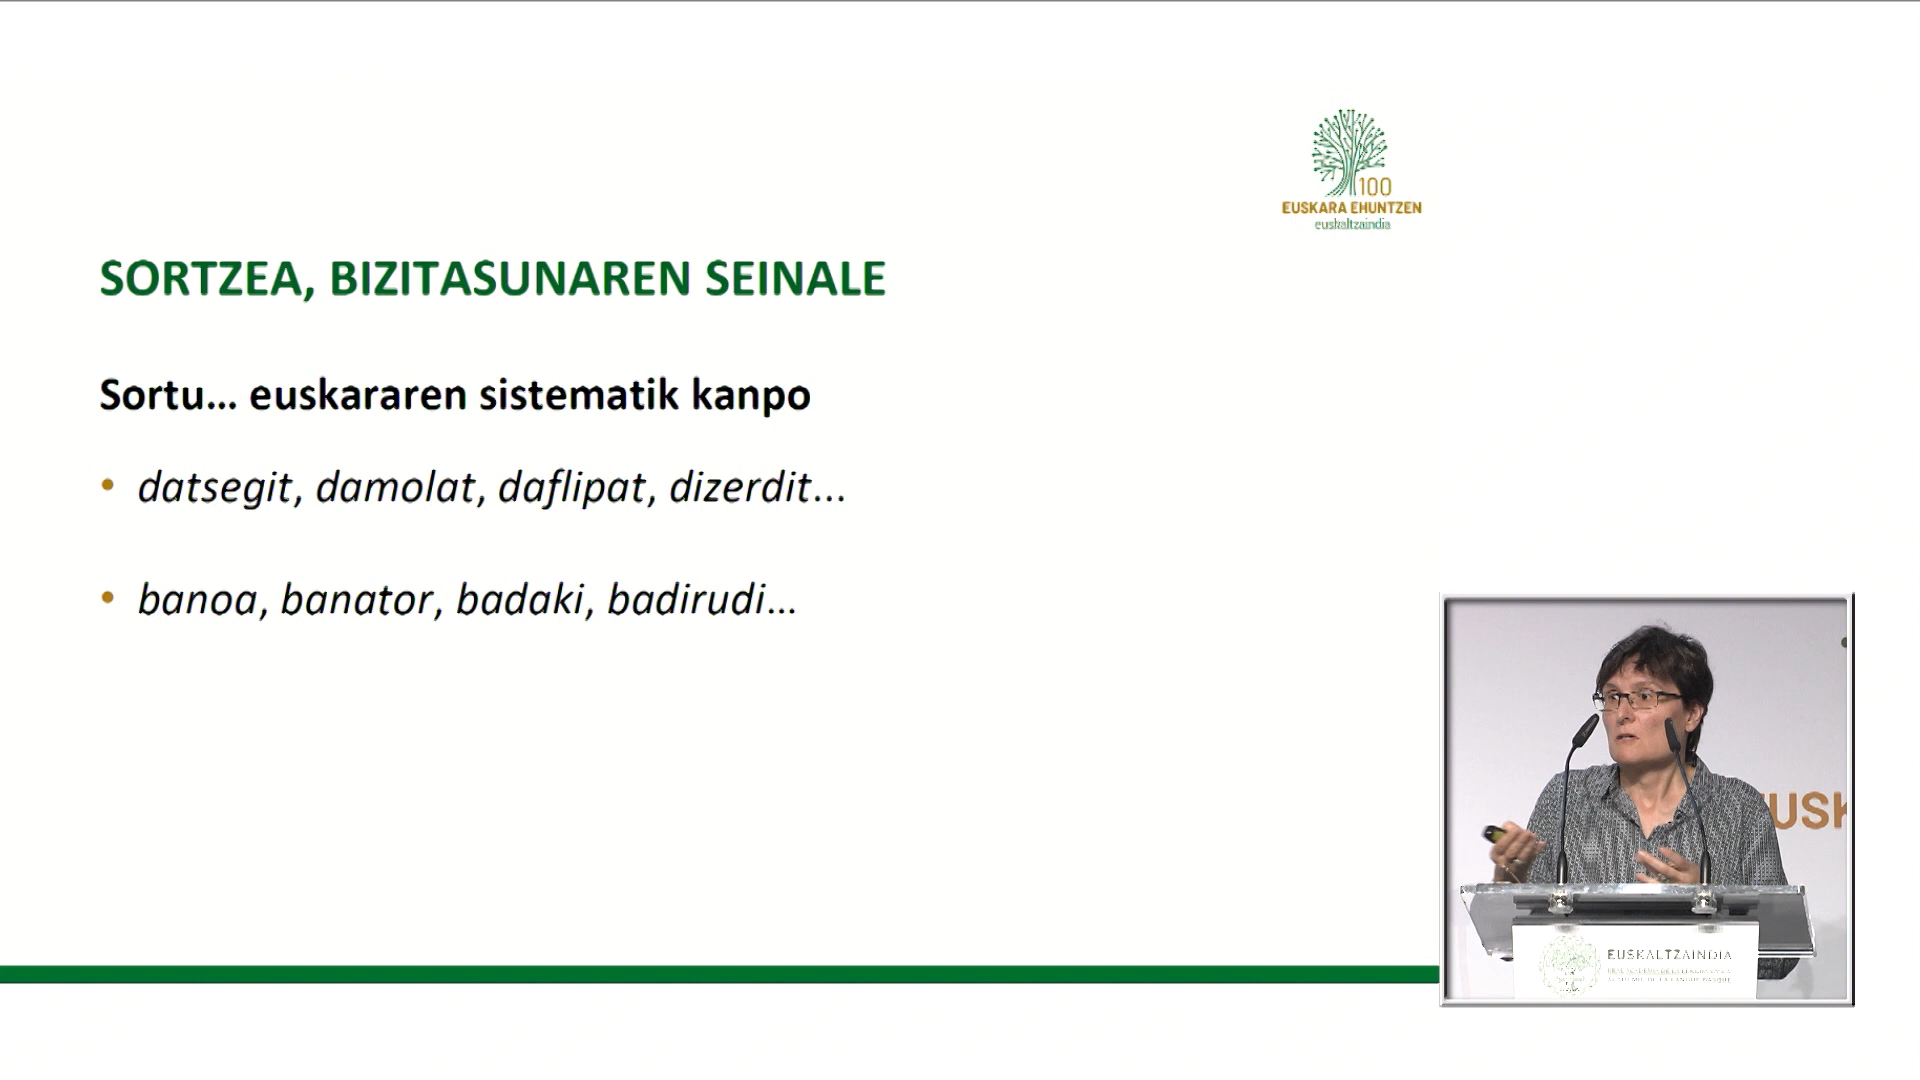 100
EUSKARA EHUNTZEN
euskaltzaindia
SORTZEA, BIZITASUNAREN SEINALE
Sortu... euskararen sistematik kanpo
• datsegit, damolat, daflipat, dizerdit...
• banoa, banator, badaki, badirudi...
EUSK
EUSKALTZAINDIA